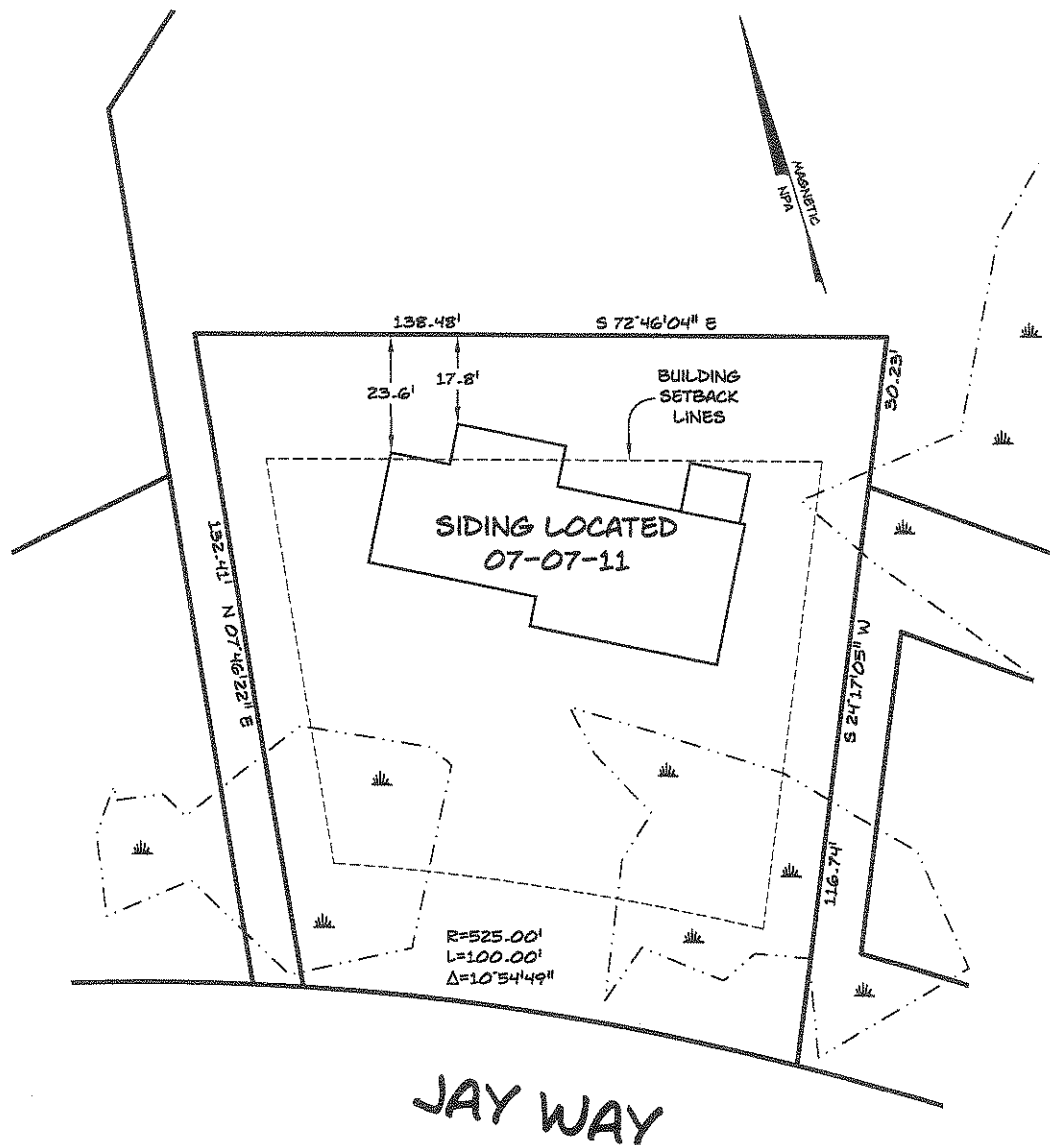 MAGNETIC
NPA
138.48' S 72°46'04" E
23.6'
17.8'
BUILDING
SETBACK
LINES
30.23'
SIDING LOCATED
07-07-11
152.41' N 07°46'22" E
S 24°17'05" W
116.74'
R=525.00'
L=100.00'
Δ=10°54'49"
JAY WAY